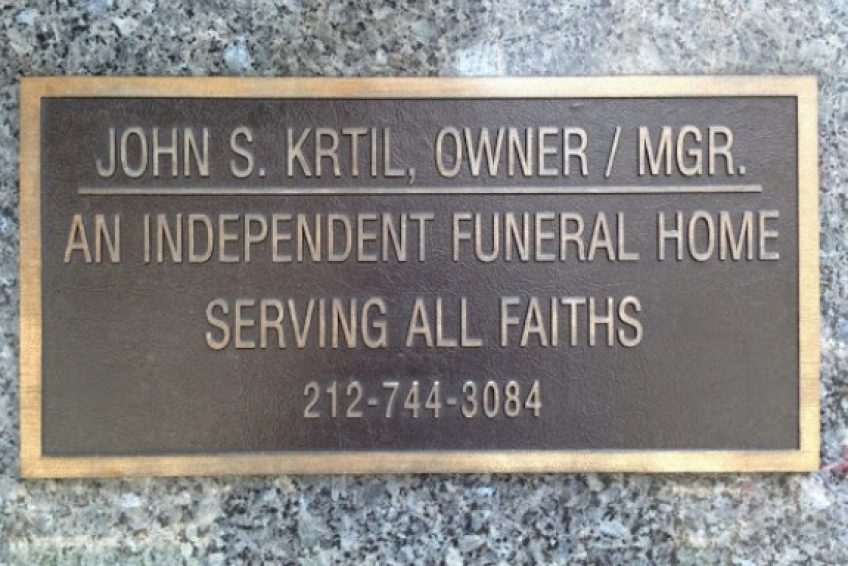 JOHN S. KRTIL, OWNER / MGR.
AN INDEPENDENT FUNERAL HOME
SERVING ALL FAITHS
212-744-3084